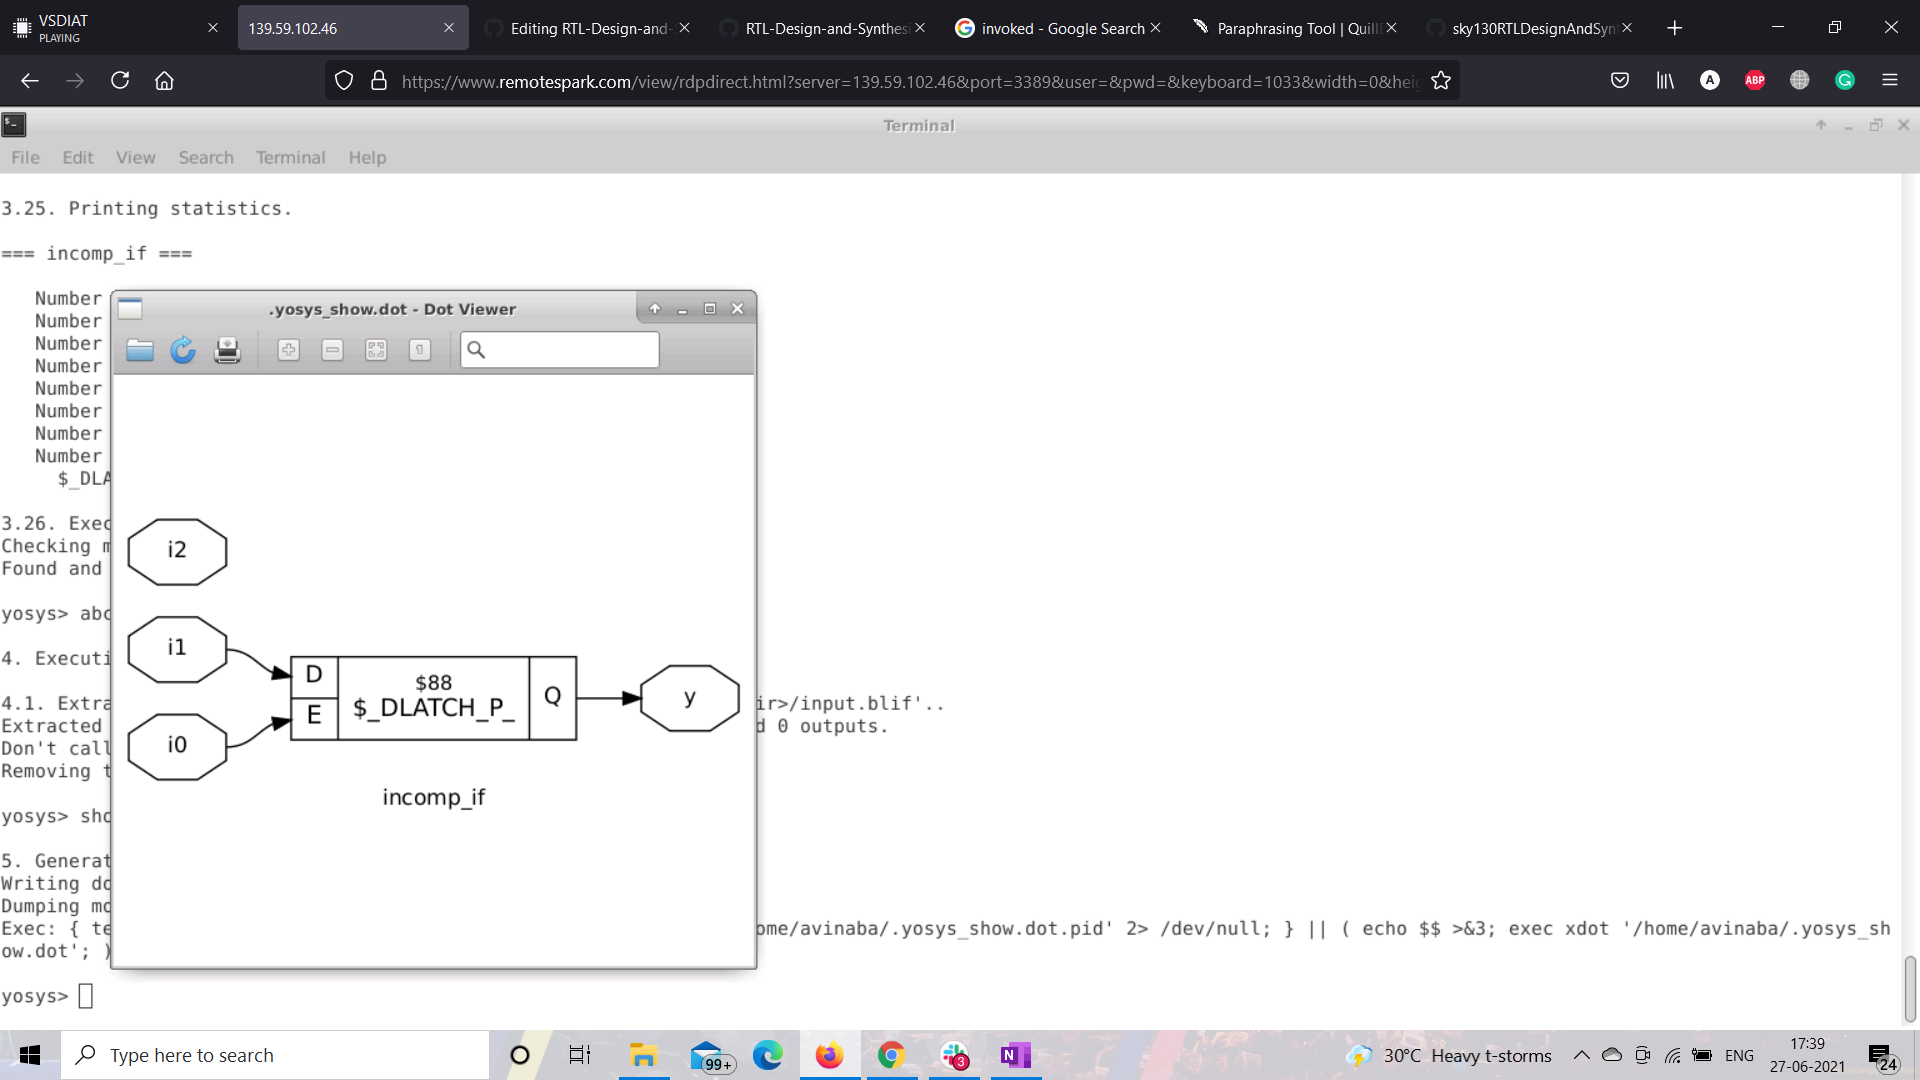 VSDIAT
PLAYING
139.59.102.46
Editing RTL-Design-and-
RTL-Design-and-Synthesi
invoked - Google Search
Paraphrasing Tool | Quill
sky130RTLDesignAndSyn
https://www.remotespark.com/view/rdpdirect.html?server=139.59.102.46&port=3389&user=&pwd=&keyboard=1033&width=0&hei
A
ABP
Terminal
File Edit View Search Terminal Help
3.25. Printing statistics.
=== incomp_if ===
Number
Number
Number
Number
Number
Number
Number
Number
$_DLA
.yosys_show.dot - Dot Viewer
i2
i1
i0
D
E
$88
$_DLATCH_P_
Q
y
incomp_if
3.26. Exec
Checking m
Found and
yosys> abc
4. Executi
4.1. Extra ir>/input.blif'..
Extracted d 0 outputs.
Don't call
Removing t
yosys> sho
5. Generat
Writing do
Dumping mo
Exec: { te ome/avinaba/.yosys_show.dot.pid' 2> /dev/null; } || ( echo $$ >&3; exec xdot '/home/avinaba/.yosys_sh
ow.dot'; )
yosys>
Type here to search
99+
3
N
30°C Heavy t-storms
ENG
17:39
27-06-2021
24